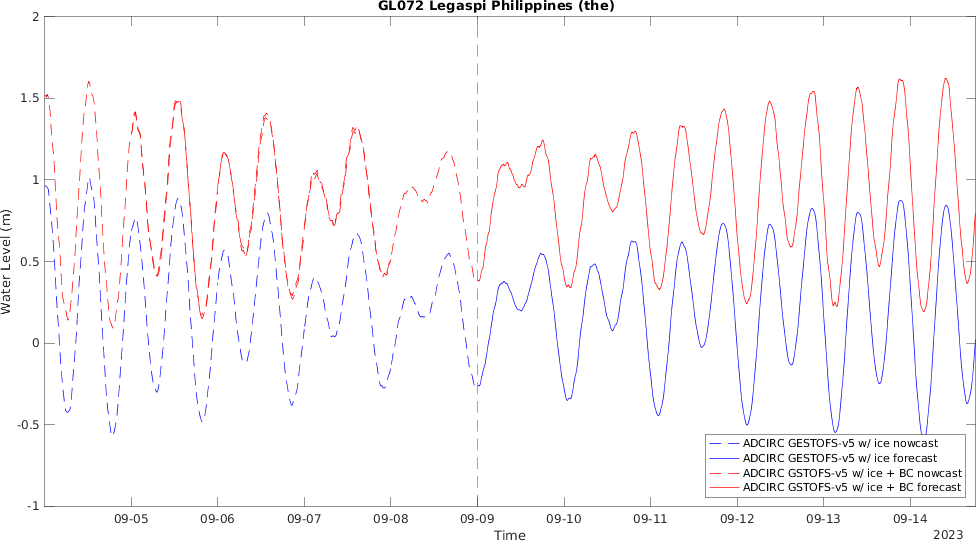 GL072 Legaspi Philippines (the)
2
1.5
1
0.5
0
-0.5
-1
Water Level (m)
ADCIRC GESTOFS-v5 w/ ice nowcast
ADCIRC GESTOFS-v5 w/ ice forecast
ADCIRC GSTOFS-v5 w/ ice + BC nowcast
ADCIRC GSTOFS-v5 w/ ice + BC forecast
09-05 09-06 09-07 09-08 09-09 09-10 09-11 09-12 09-13 09-14
Time
2023